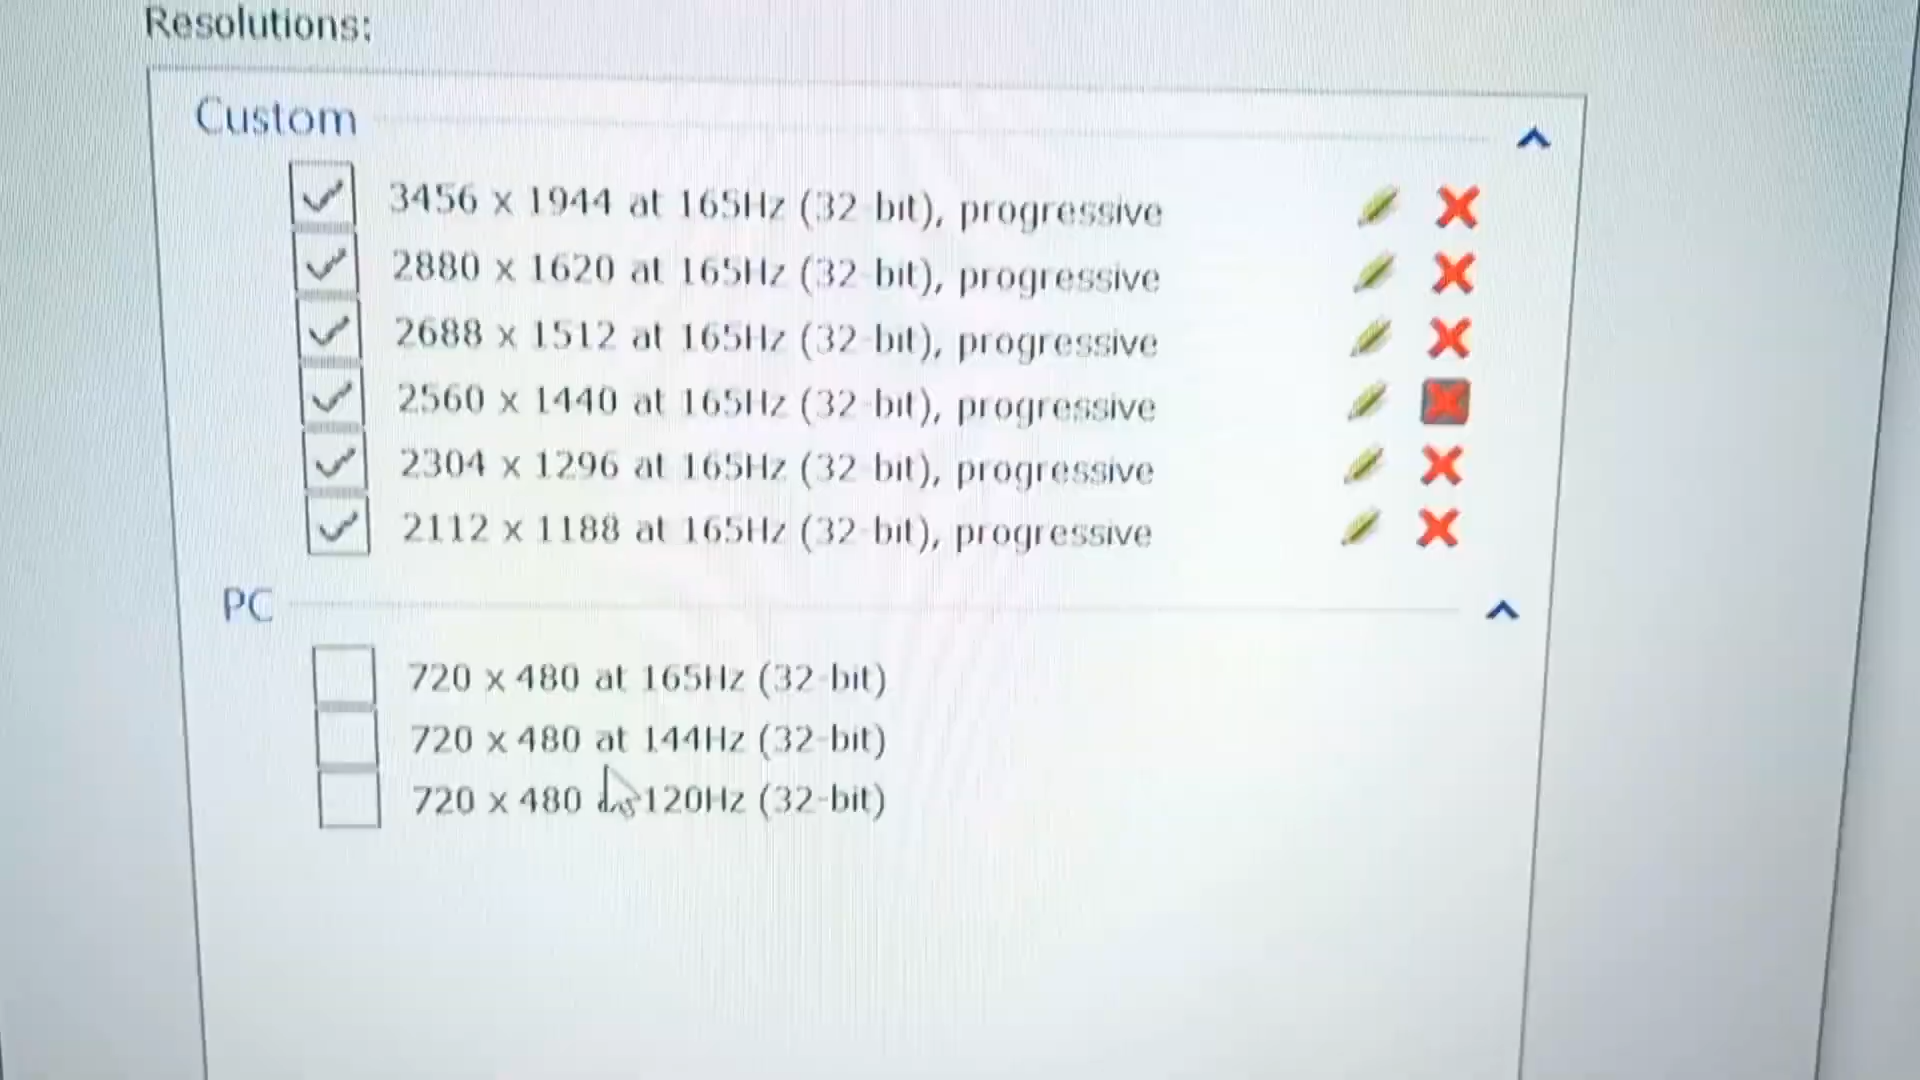 Resolutions:
Custom
3456 x 1944 at 165Hz (32-bit), progressive
2880 x 1620 at 165Hz (32-bit), progressive
2688 x 1512 at 165Hz (32-bit), progressive
2560 x 1440 at 165Hz (32-bit), progressive
2304 x 1296 at 165Hz (32-bit), progressive
2112 x 1188 at 165Hz (32-bit), progressive
PC
720 x 480 at 165Hz (32-bit)
720 x 480 at 144Hz (32-bit)
720 x 480 120Hz (32-bit)